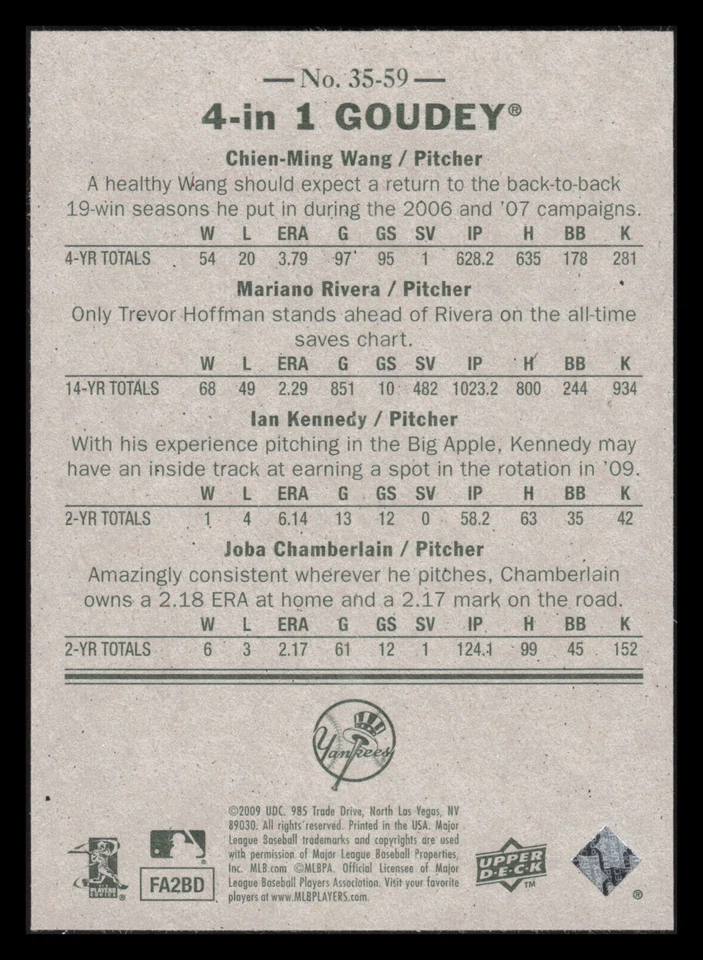 No. 35-59
4-in 1 GOUDEY®
Chien-Ming Wang / Pitcher
A healthy Wang should expect a return to the back-to-back
19-win seasons he put in during the 2006 and '07 campaigns.
W L ERA G GS SV IP H BB K
4-YR TOTALS 54 20 3.79 97 95 1 628.2 635 178 281
Mariano Rivera / Pitcher
Only Trevor Hoffman stands ahead of Rivera on the all-time
saves chart.
W L ERA G GS SV IP H BB K
14-YR TOTALS 68 49 2.29 851 10 482 1023.2 800 244 934
Ian Kennedy / Pitcher
With his experience pitching in the Big Apple, Kennedy may
have an inside track at earning a spot in the rotation in '09.
W L ERA G GS SV IP H BB K
2-YR TOTALS 1 4 6.14 13 12 0 58.2 63 35 42
Joba Chamberlain / Pitcher
Amazingly consistent wherever he pitches, Chamberlain
owns a 2.18 ERA at home and a 2.17 mark on the road.
W L ERA G GS SV IP H BB K
2-YR TOTALS 6 3 2.17 61 12 1 124.1 99 45 152
Yankees
©2009 UDC. 985 Trade Drive, North Las Vegas, NV
89030. All rights reserved. Printed in the USA. Major
League Baseball trademarks and copyrights are used
with permission of Major League Baseball Properties,
Inc. MLB.com ©MLBPA. Official Licensee of Major
League Baseball Players Association. Visit your favorite
players at www.MLBPLAYERS.com.
PLAYERS
FA2BD
UPPER
D·E·C·K
TM
®